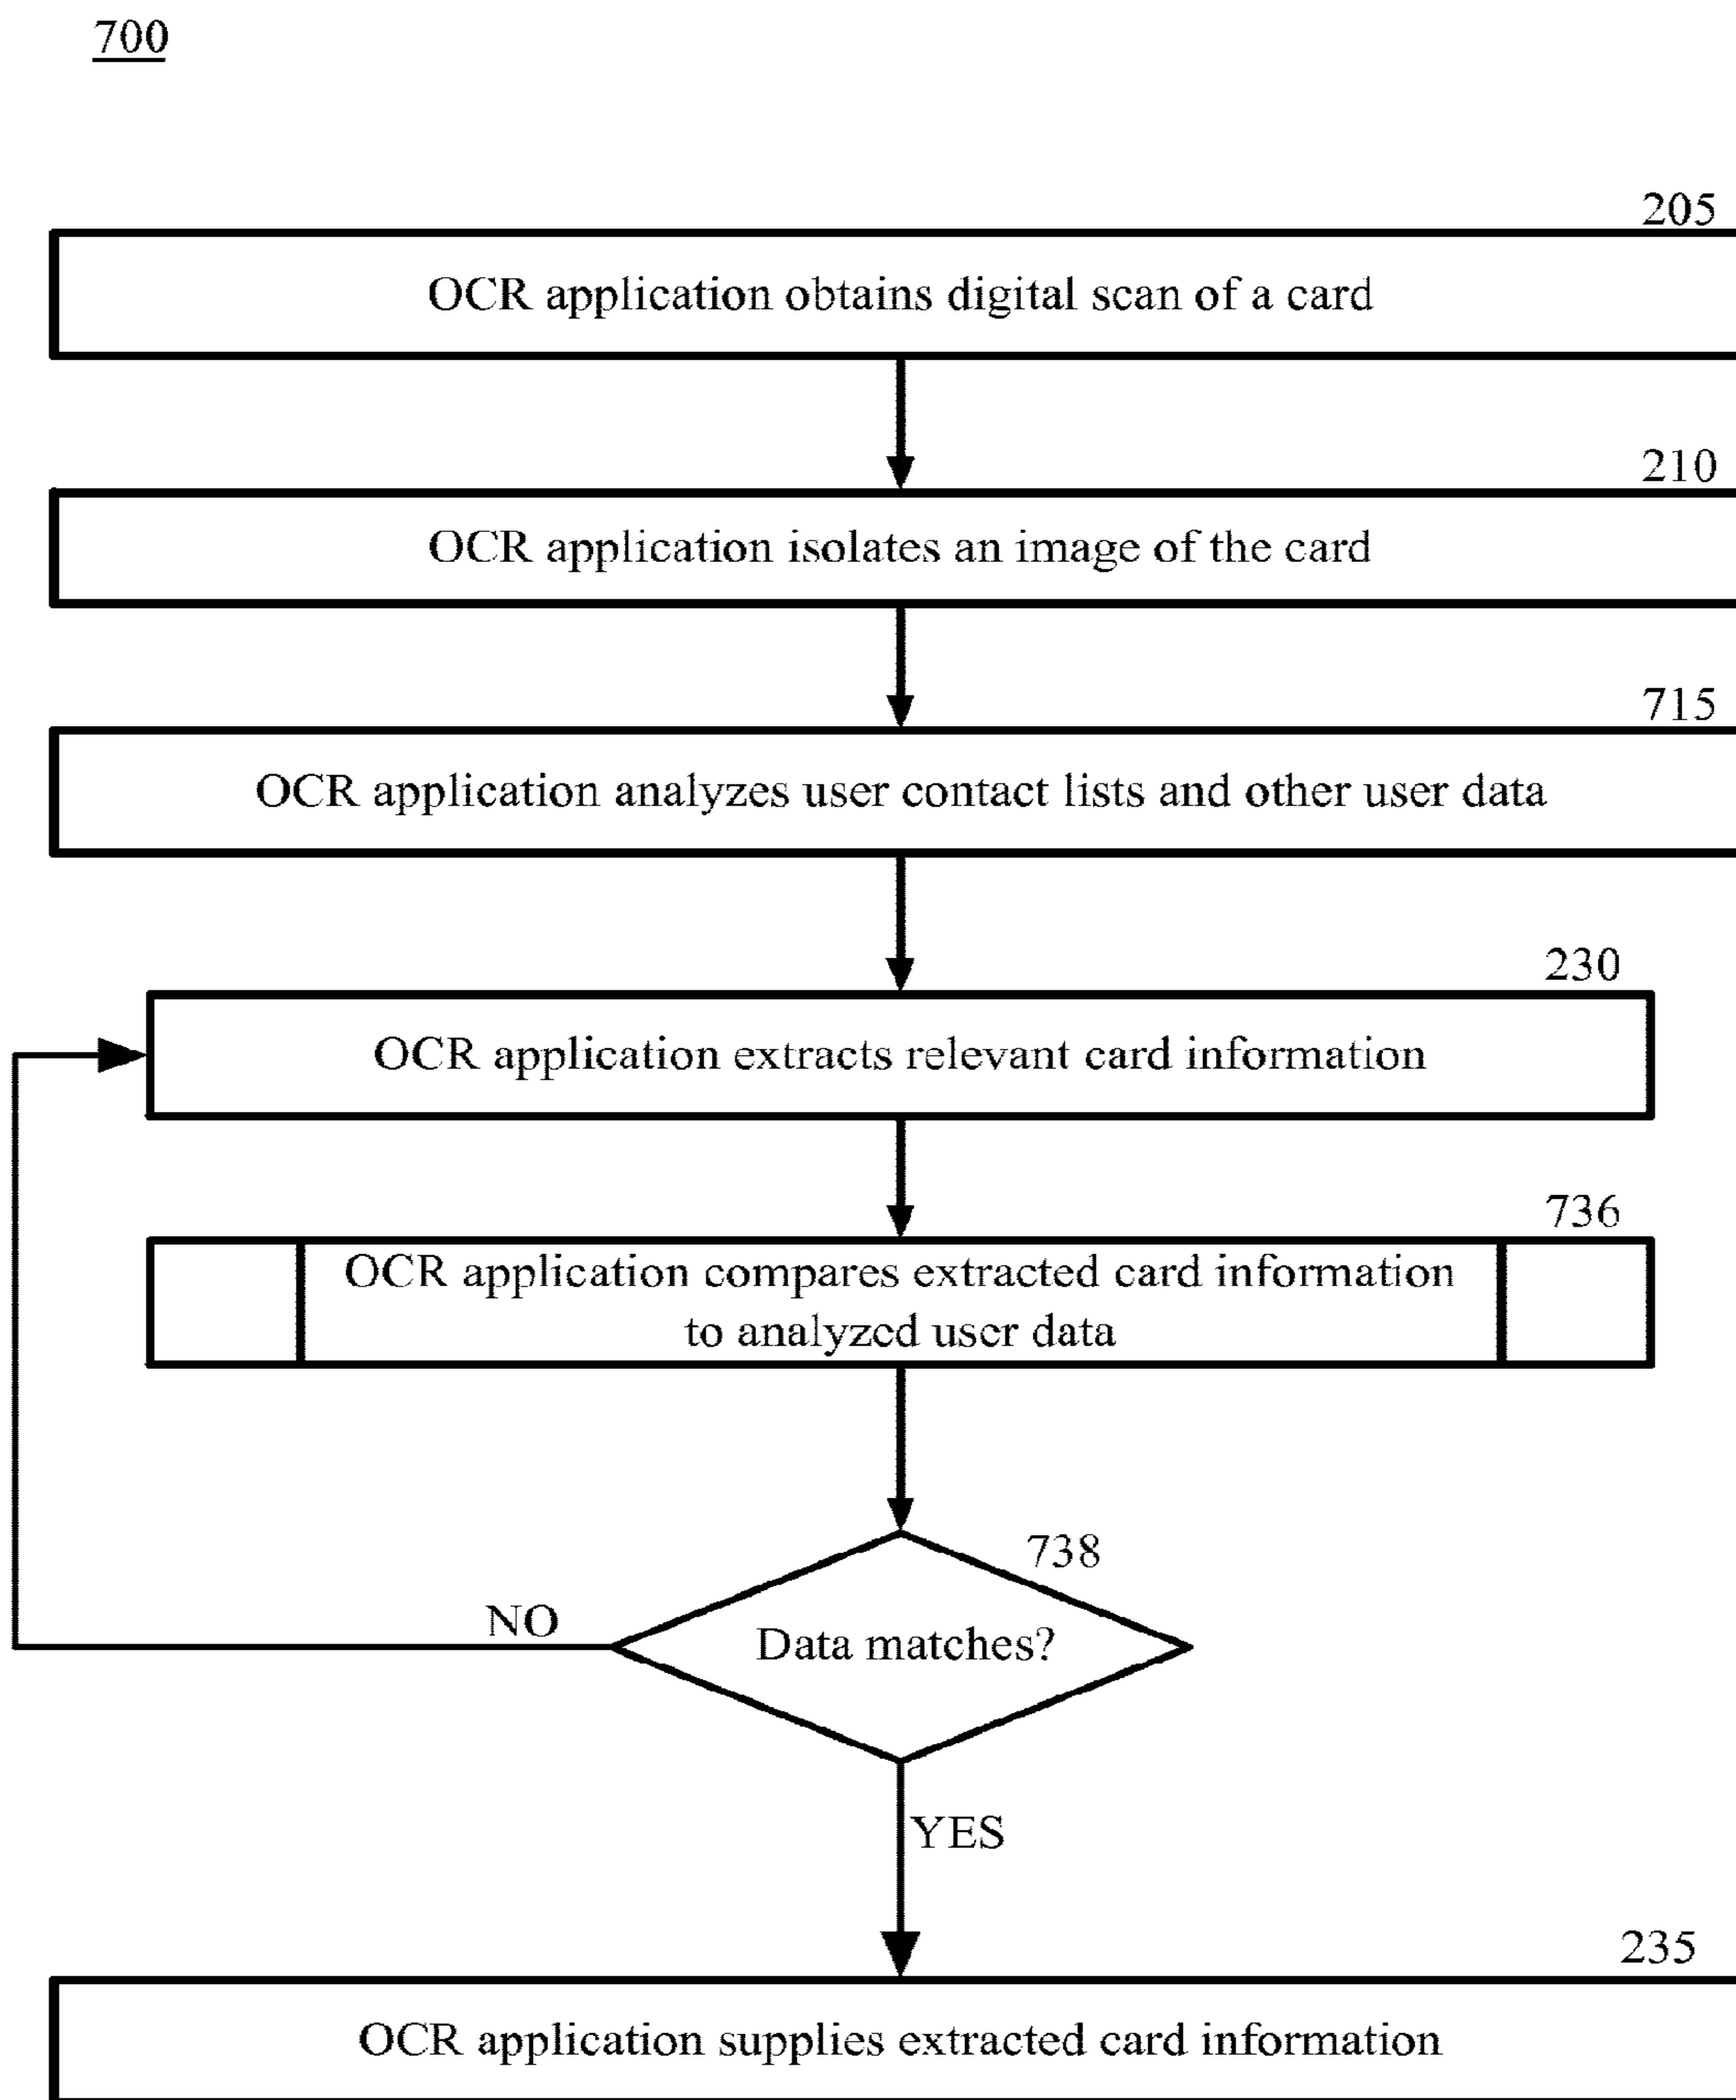 700
205
OCR application obtains digital scan of a card
210
OCR application isolates an image of the card
715
OCR application analyzes user contact lists and other user data
230
OCR application extracts relevant card information
736
OCR application compares extracted card information
to analyzed user data
738
Data matches?
NO
YES
235
OCR application supplies extracted card information